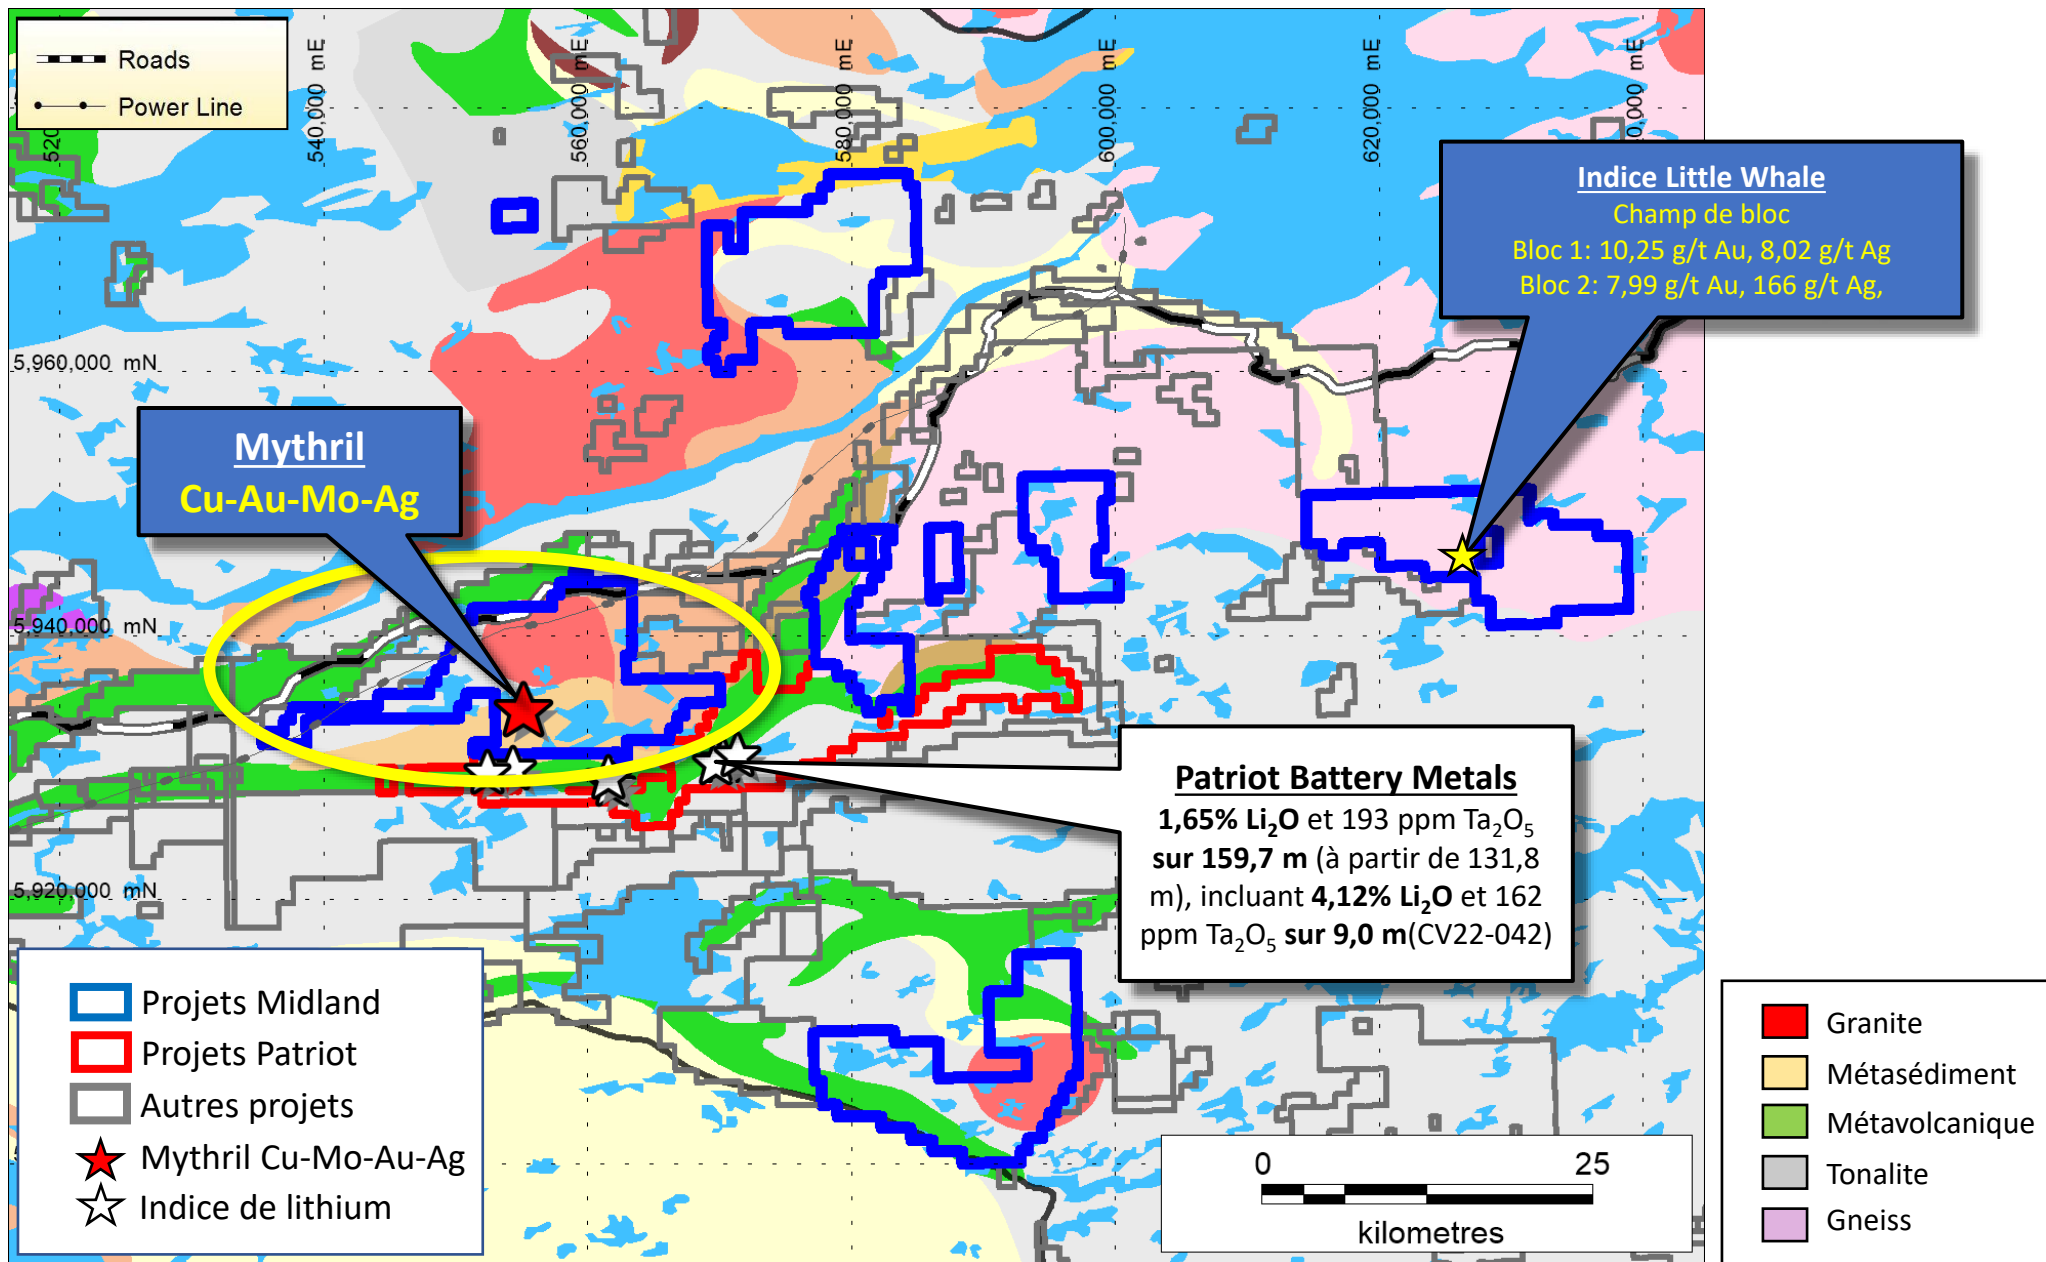 Roads
Power Line
540,000 mE
560,000 mE
580,000 mE
600,000 mE
620,000 mE
Indice Little Whale
Champ de bloc
Bloc 1: 10,25 g/t Au, 8,02 g/t Ag
Bloc 2: 7,99 g/t Au, 166 g/t Ag,
5,960,000 mN
Mythril
Cu-Au-Mo-Ag
5,940,000 mN
Patriot Battery Metals
1,65% Li₂O et 193 ppm Ta₂O₅
sur 159,7 m (à partir de 131,8
m), incluant 4,12% Li₂O et 162
ppm Ta₂O₅ sur 9,0 m(CV22-042)
5,920,000 mN
Projets Midland
Projets Patriot
Autres projets
Mythril Cu-Mo-Au-Ag
Indice de lithium
0 25
kilometres
Granite
Métasédiment
Métavolcanique
Tonalite
Gneiss